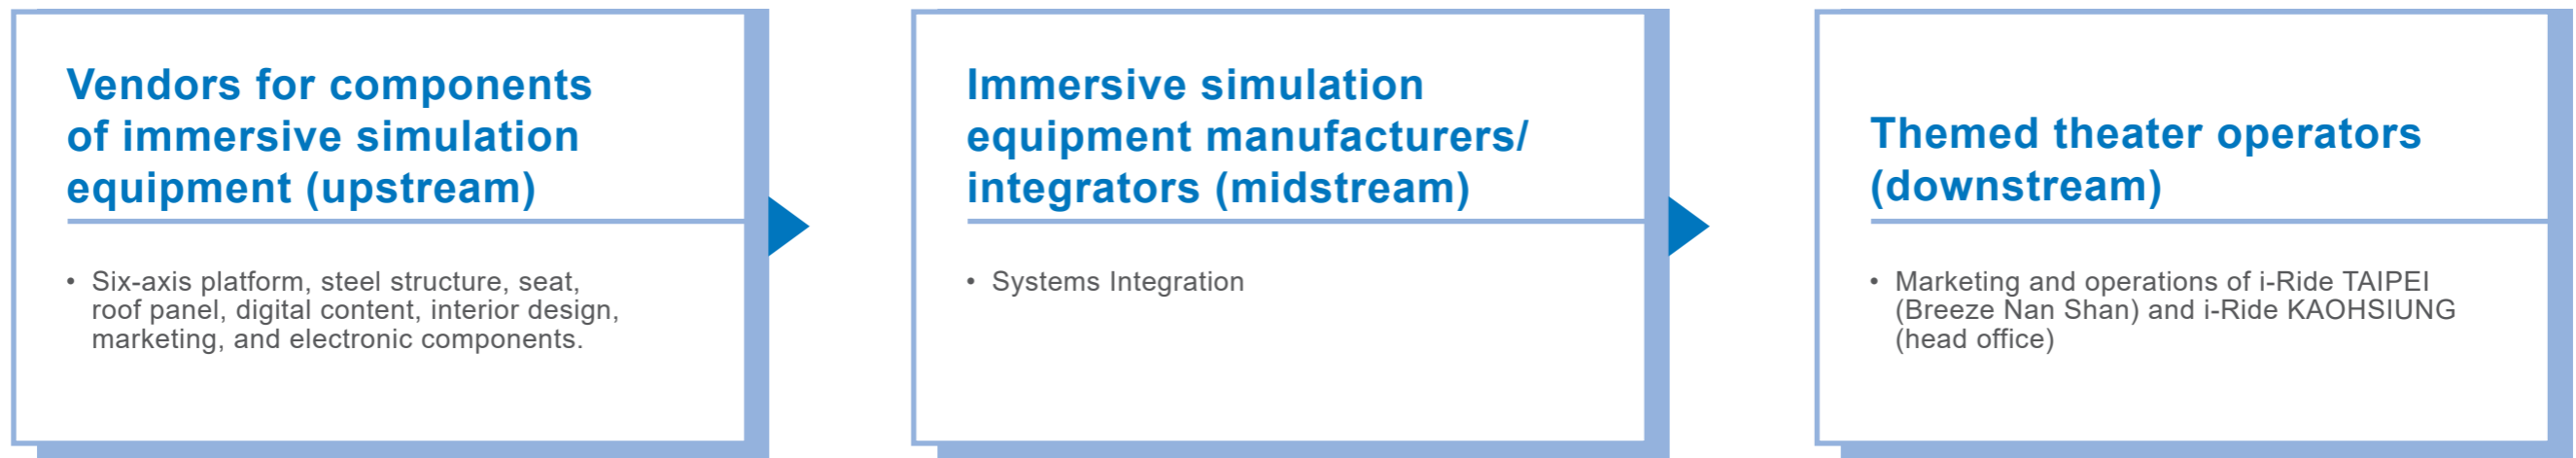 Vendors for components
of immersive simulation
equipment (upstream)
• Six-axis platform, steel structure, seat,
roof panel, digital content, interior design,
marketing, and electronic components.
Immersive simulation
equipment manufacturers/
integrators (midstream)
• Systems Integration
Themed theater operators
(downstream)
• Marketing and operations of i-Ride TAIPEI
(Breeze Nan Shan) and i-Ride KAOHSIUNG
(head office)